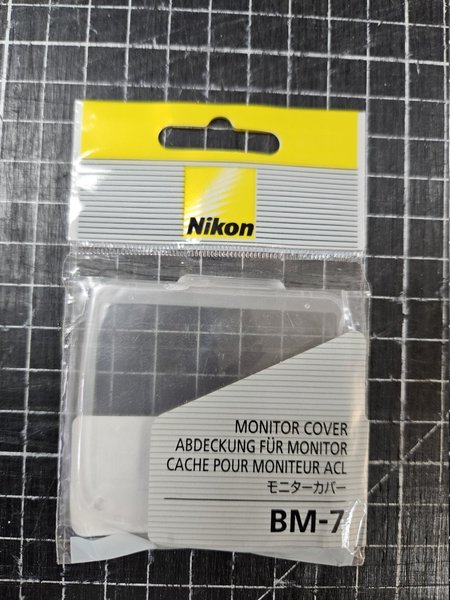 Nikon
MONITOR COVER
ABDECKUNG FÜR MONITOR
CACHE POUR MONITEUR ACL
モニターカバー
BM-7